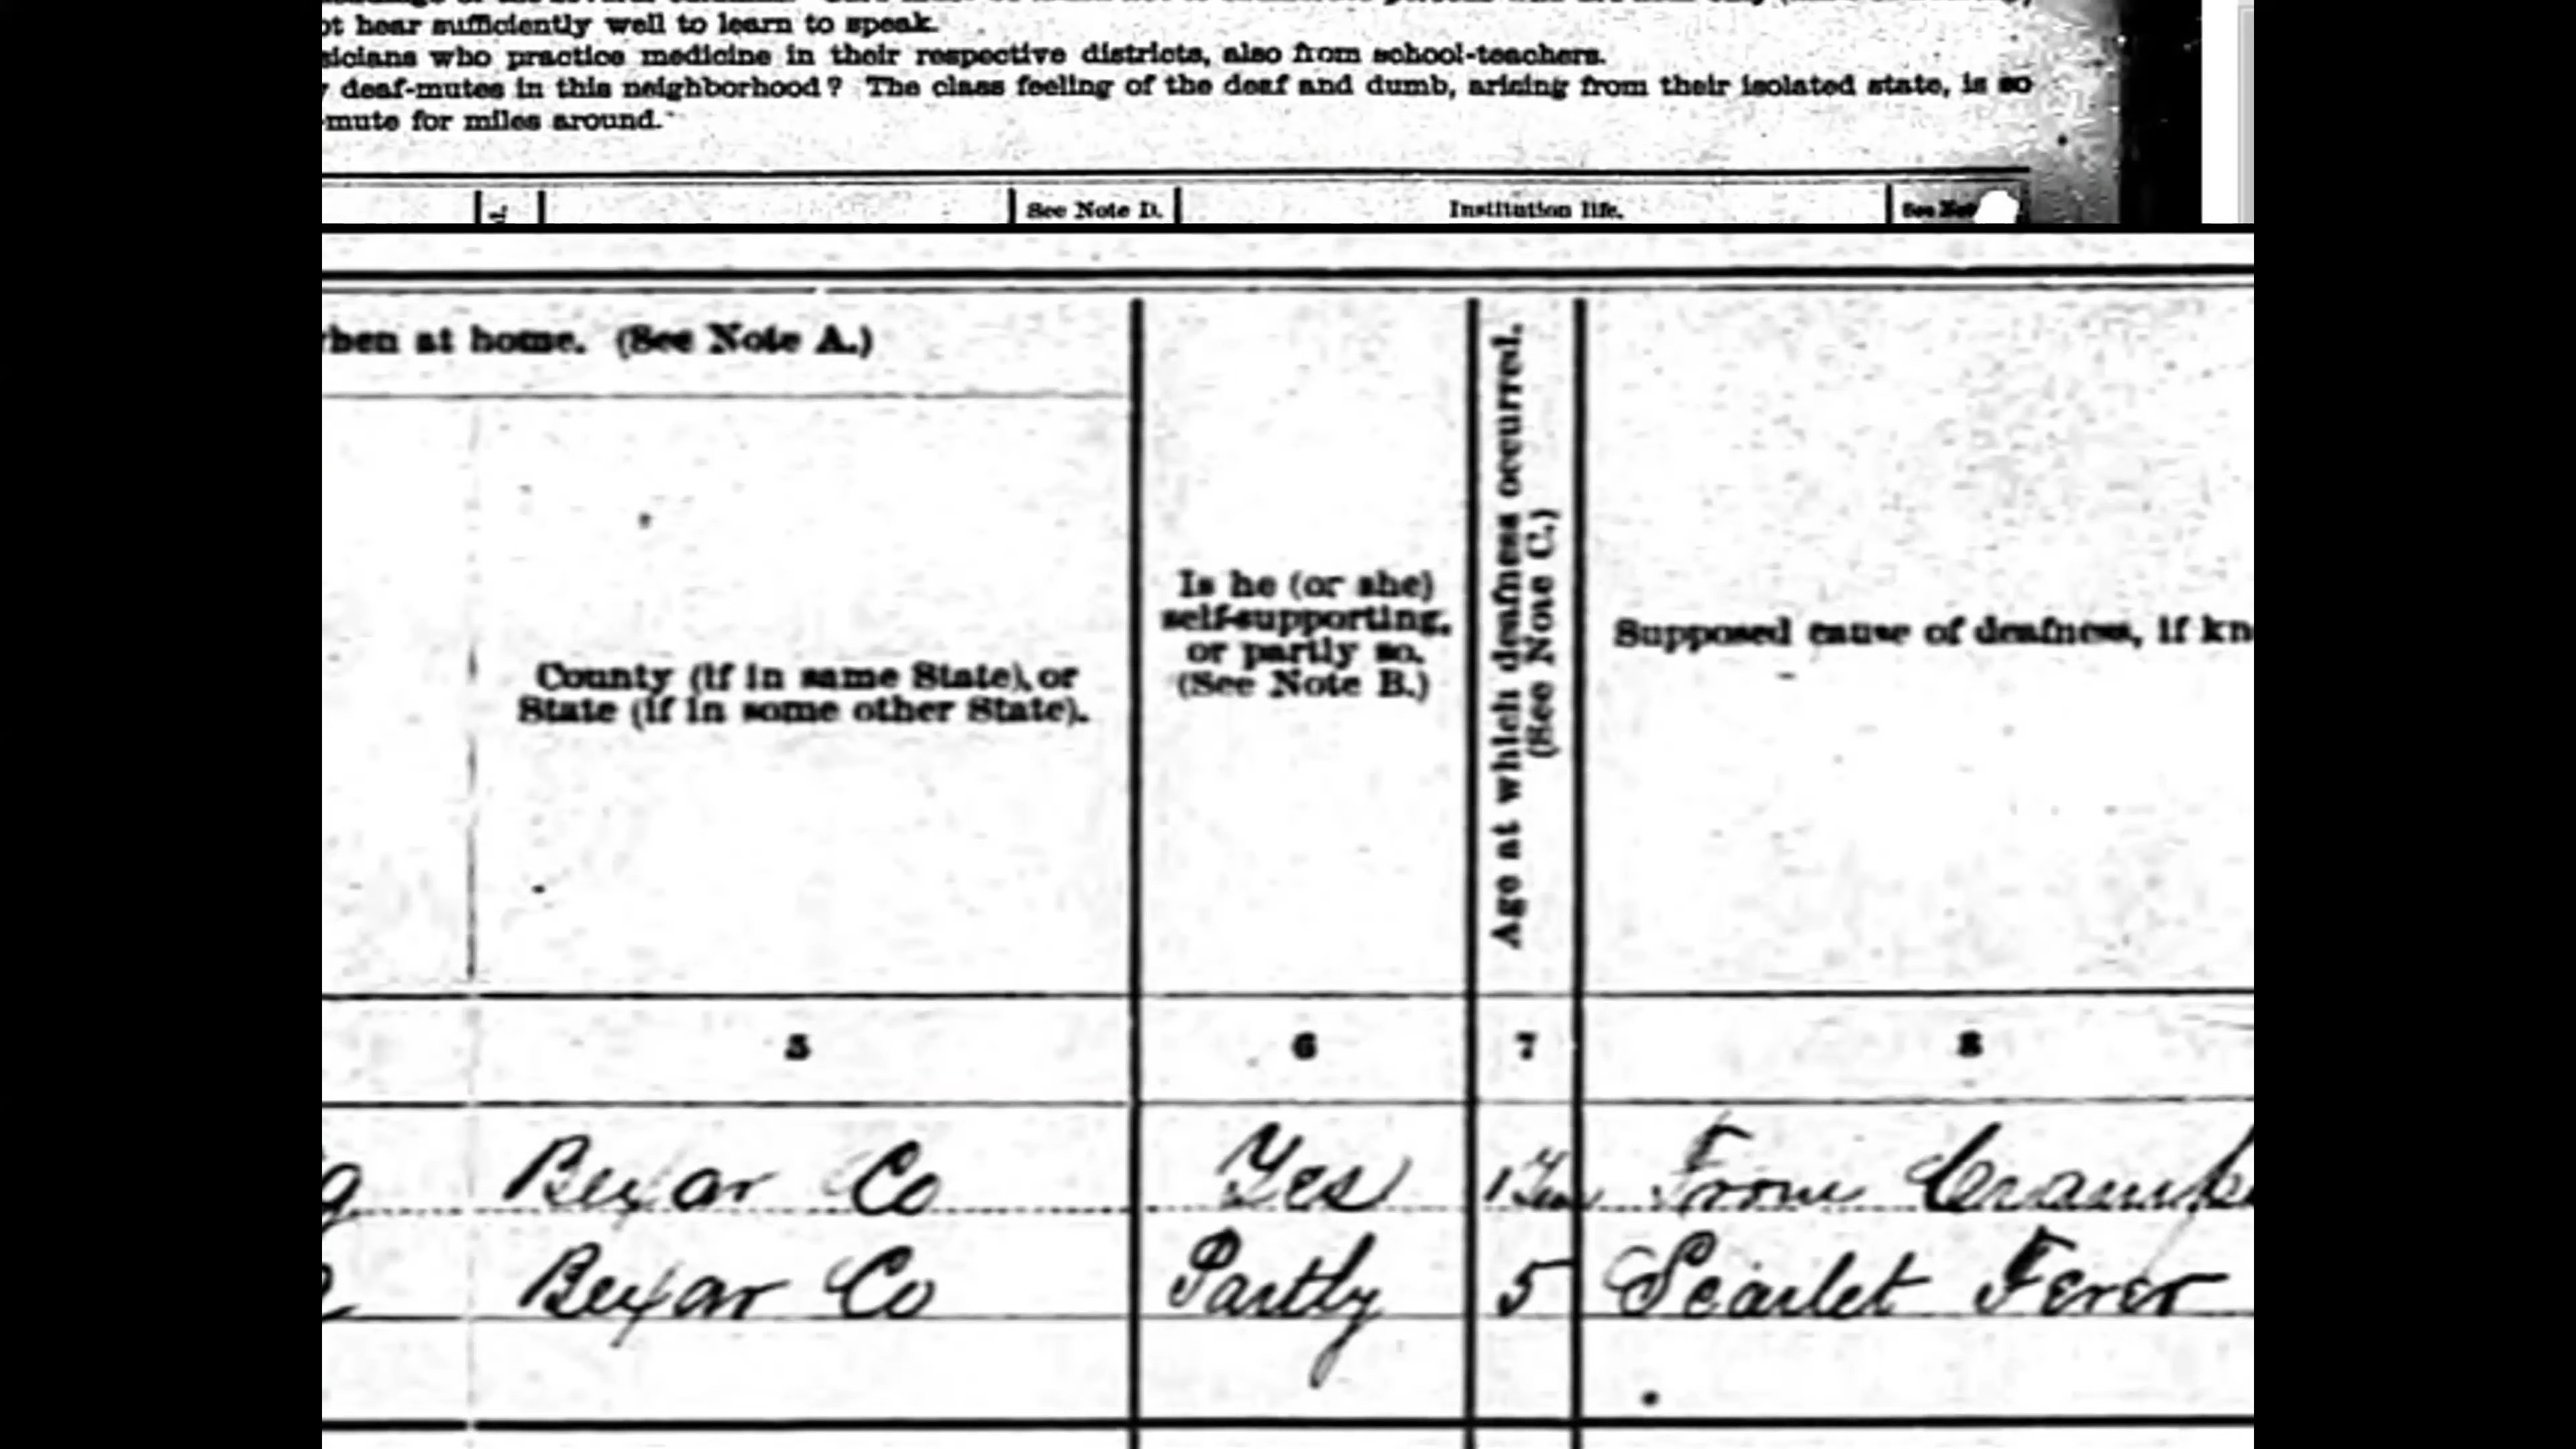 ot hear sufficiently well to learn to speak.
sicians who practice medicine in their respective districts, also from school-teachers.
deaf-mutes in this neighborhood? The class feeling of the deaf and dumb, arising from their isolated state, is so
mute for miles around.
See Note D.
Institution life.
See
hen at home. (See Note A.)
County (if in same State), or
State (if in some other State).
Is he (or she)
self-supporting,
or partly so.
(See Note B.)
Age at which deafness occurred.
(See None C.)
Supposed cause of deafness, if kn
5 6 7 8
Bexar Co Yes From
Bexar Co Partly 5 Scarlet Fever